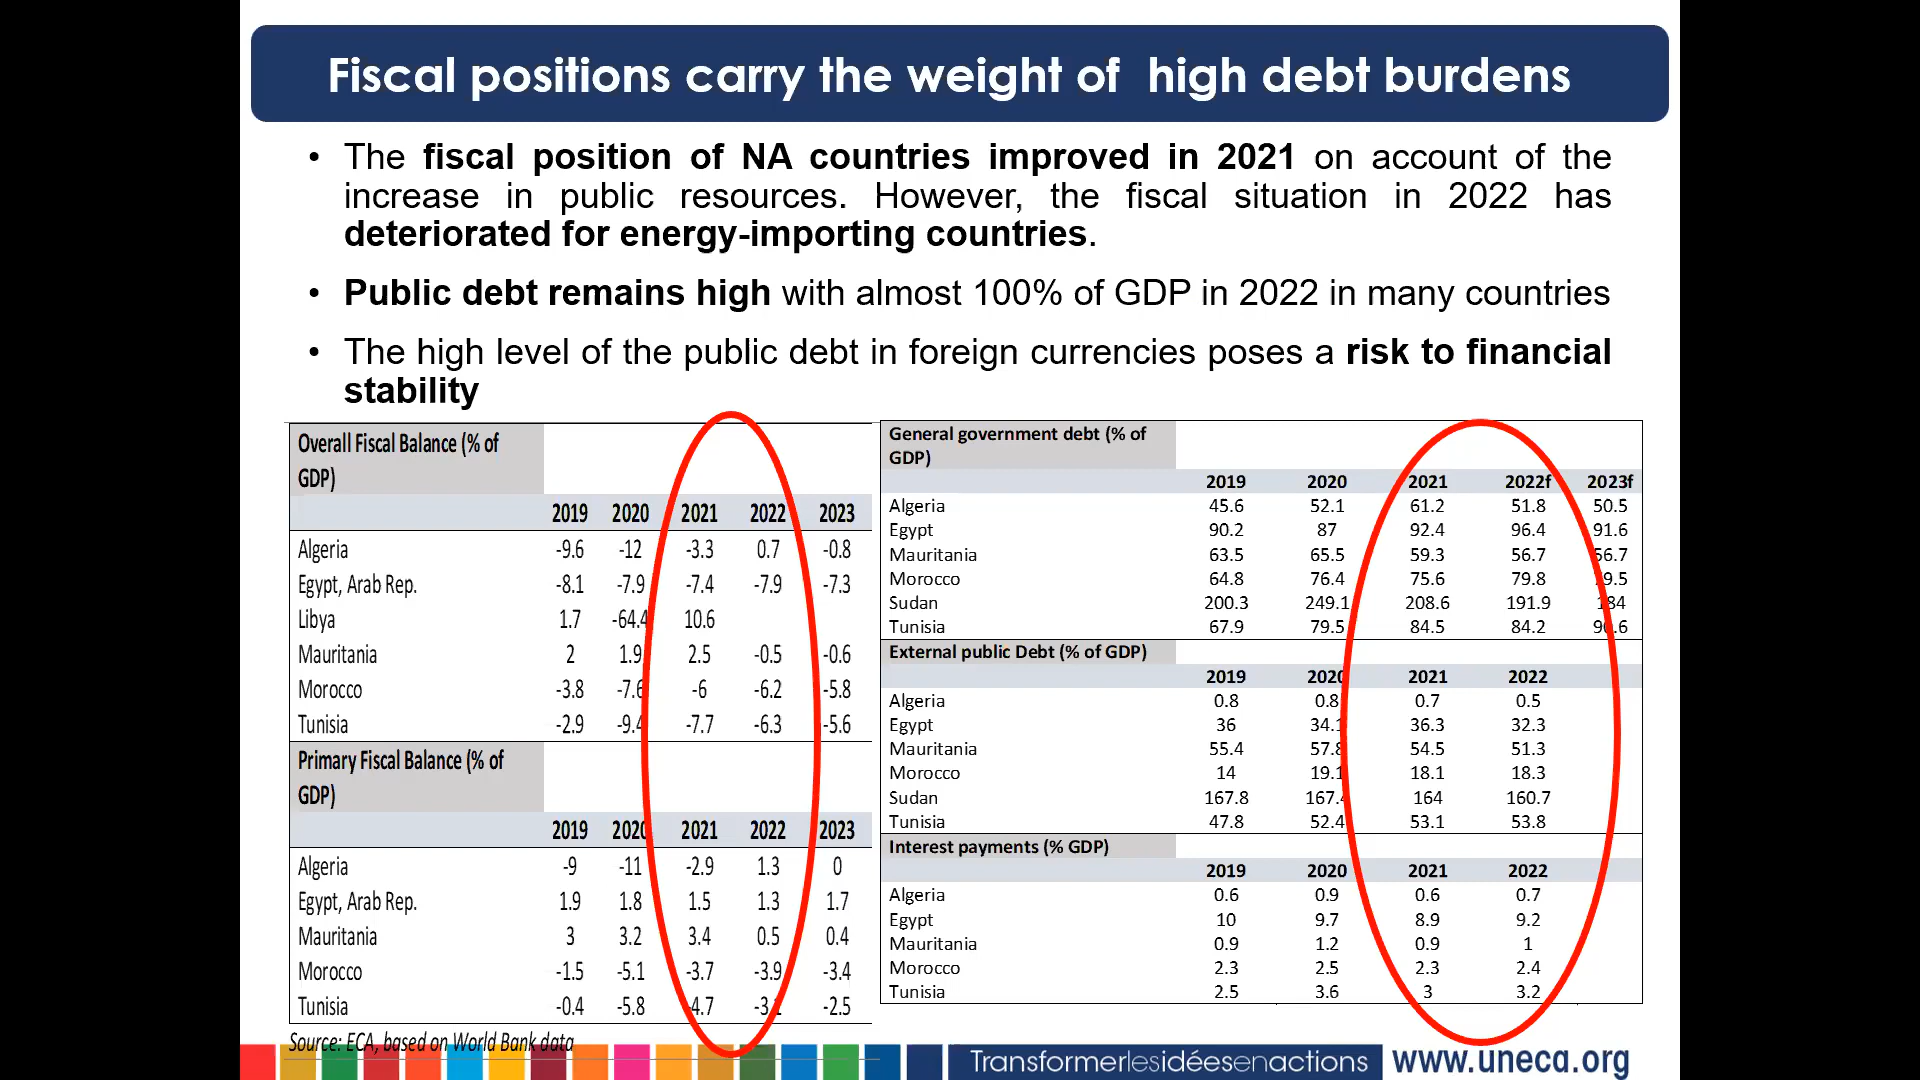 Fiscal positions carry the weight of  high debt burdens
• The fiscal position of NA countries improved in 2021 on account of the
increase in public resources. However, the fiscal situation in 2022 has
deteriorated for energy-importing countries.
• Public debt remains high with almost 100% of GDP in 2022 in many countries
• The high level of the public debt in foreign currencies poses a risk to financial
stability
Overall Fiscal Balance (% of
GDP)
2019 2020 2021 2022 2023
Algeria -9.6 -12 -3.3 0.7 -0.8
Egypt, Arab Rep. -8.1 -7.9 -7.4 -7.9 -7.3
Libya 1.7 -64.4 10.6
Mauritania 2 1.9 2.5 -0.5 -0.6
Morocco -3.8 -7.6 -6 -6.2 -5.8
Tunisia -2.9 -9.4 -7.7 -6.3 -5.6
Primary Fiscal Balance (% of
GDP)
2019 2020 2021 2022 2023
Algeria -9 -11 -2.9 1.3 0
Egypt, Arab Rep. 1.9 1.8 1.5 1.3 1.7
Mauritania 3 3.2 3.4 0.5 0.4
Morocco -1.5 -5.1 -3.7 -3.9 -3.4
Tunisia -0.4 -5.8 -4.7 -2.5
Source: ECA, based on World Bank data
General government debt (% of
GDP)
2019 2020 2021 2022f 2023f
Algeria 45.6 52.1 61.2 51.8 50.5
Egypt 90.2 87 92.4 96.4 91.6
Mauritania 63.5 65.5 59.3 56.7 56.7
Morocco 64.8 76.4 75.6 79.8
Sudan 200.3 249.1 208.6 191.9 184
Tunisia 67.9 79.5 84.5 84.2
External public Debt (% of GDP)
2019 2020 2021 2022
Algeria 0.8 0.8 0.7 0.5
Egypt 36 34.1 36.3 32.3
Mauritania 55.4 57.8 54.5 51.3
Morocco 14 19.1 18.1 18.3
Sudan 167.8 167.4 164 160.7
Tunisia 47.8 52.4 53.1 53.8
Interest payments (% GDP)
2019 2020 2021 2022
Algeria 0.6 0.9 0.6 0.7
Egypt 10 9.7 8.9 9.2
Mauritania 0.9 1.2 0.9 1
Morocco 2.3 2.5 2.3 2.4
Tunisia 2.5 3.6 3 3.2
Transformerlesidéesenactions www.uneca.org